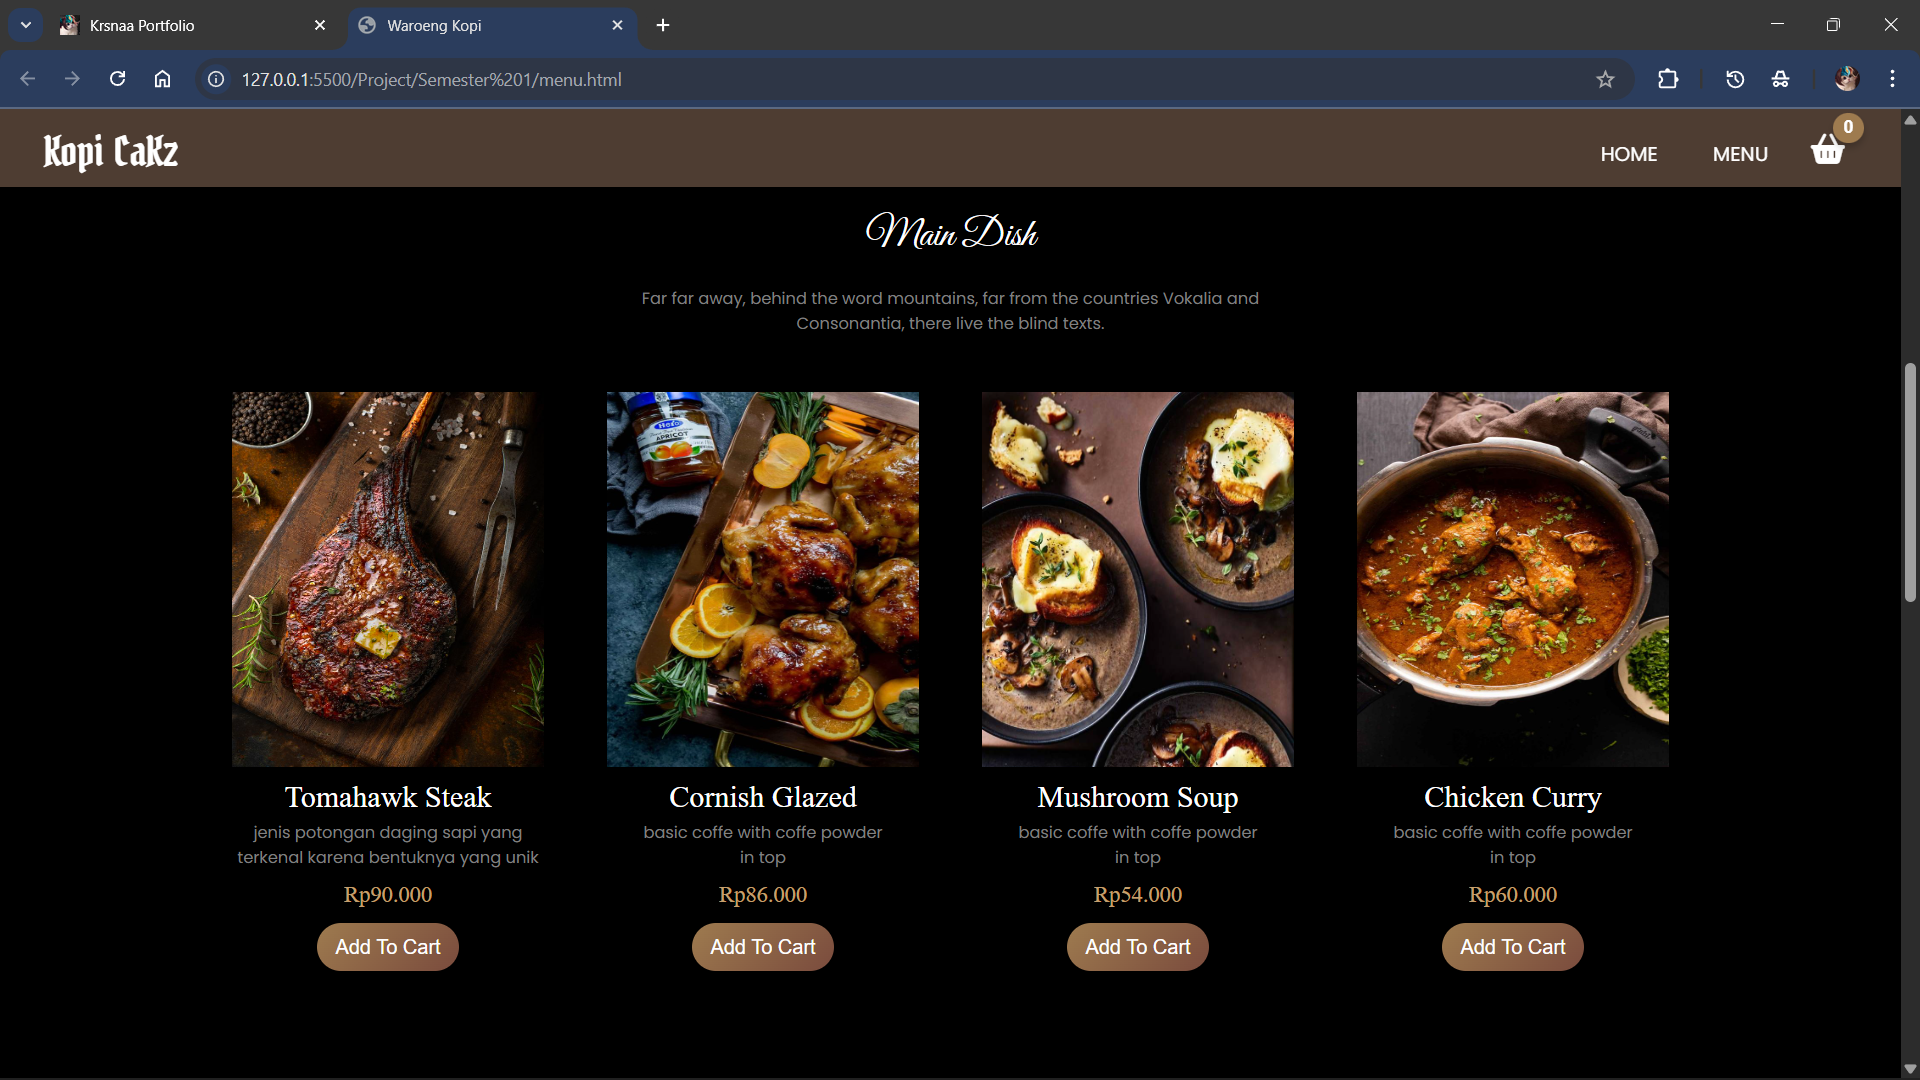 Krsnaa Portfolio
Waroeng Kopi
127.0.0.1:5500/Project/Semester%201/menu.html
Kopi CaKz
HOME
MENU
0
Main Dish
Far far away, behind the word mountains, far from the countries Vokalia and
Consonantia, there live the blind texts.
Hero
APRICOT
Tomahawk Steak
jenis potongan daging sapi yang
terkenal karena bentuknya yang unik
Rp90.000
Add To Cart
Cornish Glazed
basic coffe with coffe powder
in top
Rp86.000
Add To Cart
Mushroom Soup
basic coffe with coffe powder
in top
Rp54.000
Add To Cart
Chicken Curry
basic coffe with coffe powder
in top
Rp60.000
Add To Cart